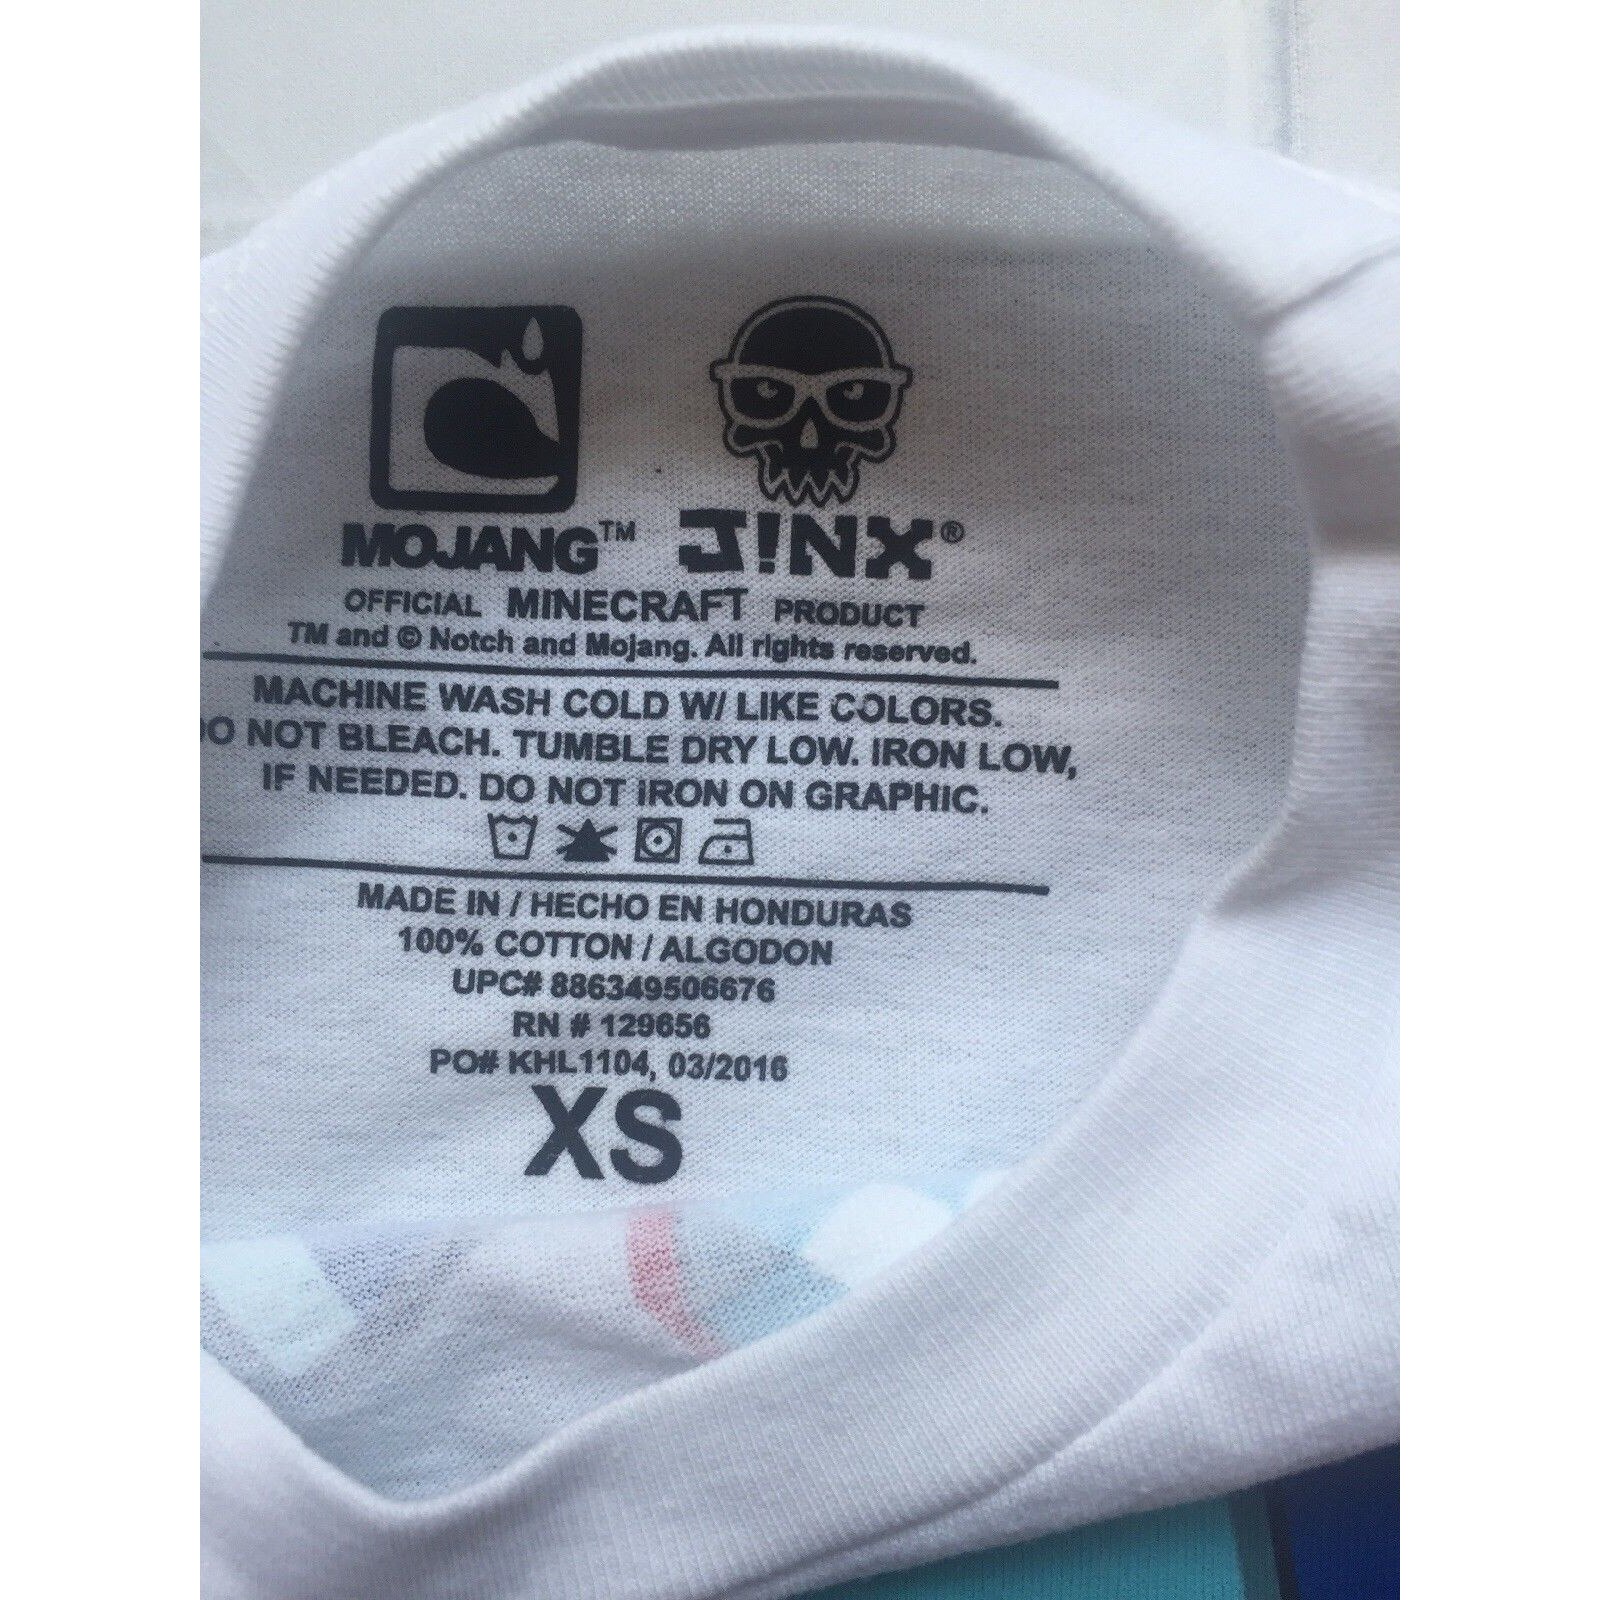 MOJANG™ J!NX®
OFFICIAL MINECRAFT PRODUCT
TM and © Notch and Mojang. All rights reserved.
MACHINE WASH COLD W/ LIKE COLORS.
DO NOT BLEACH. TUMBLE DRY LOW. IRON LOW,
IF NEEDED. DO NOT IRON ON GRAPHIC.
MADE IN / HECHO EN HONDURAS
100% COTTON / ALGODON
UPC# 886349506676
RN # 129656
PO# KHL1104, 03/2016
XS